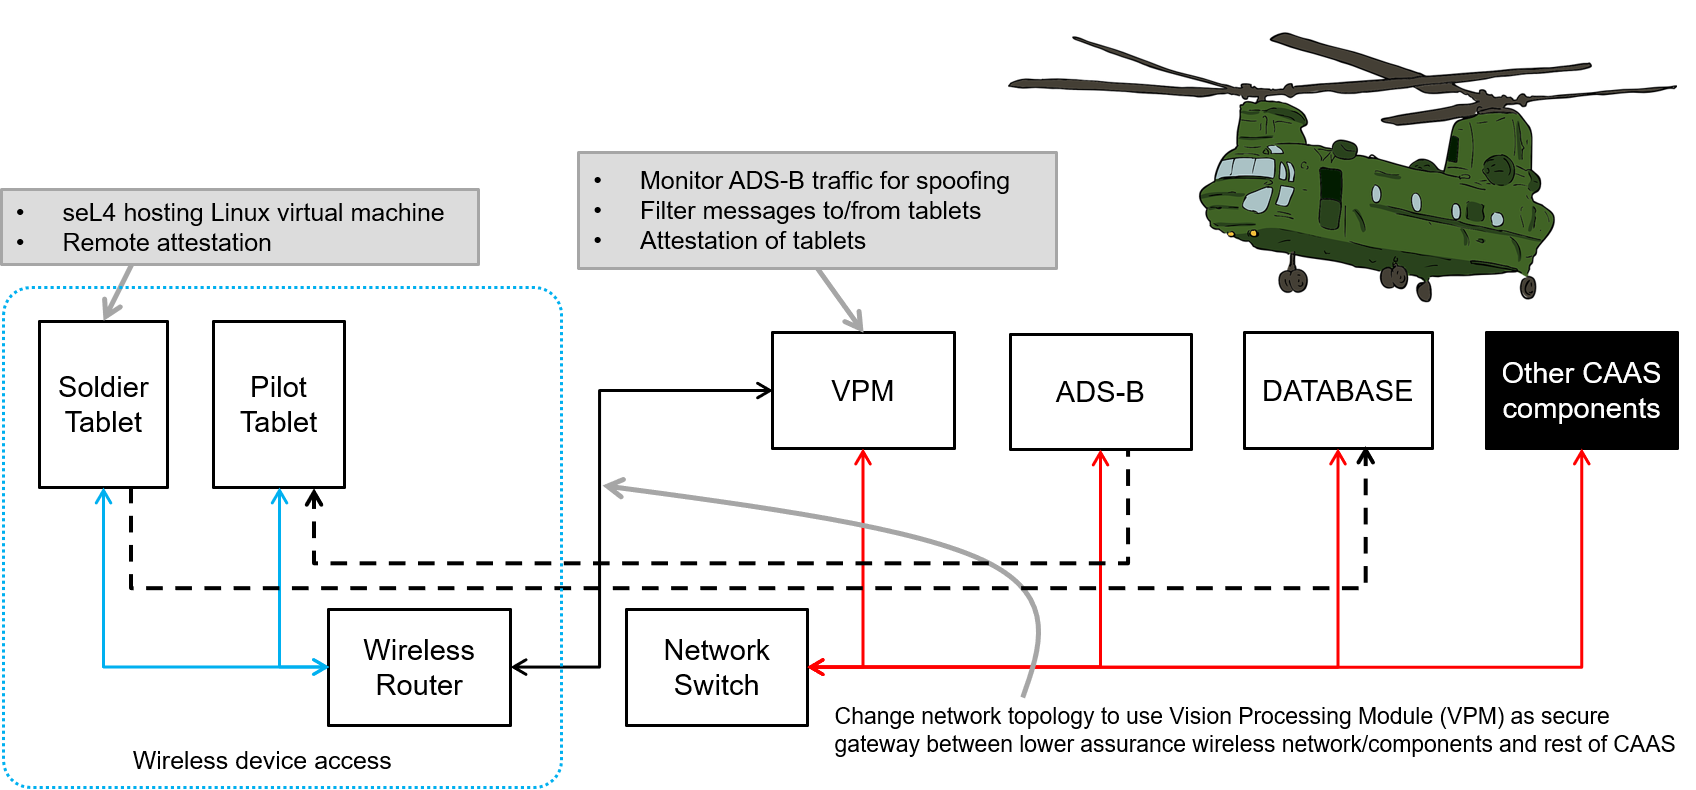 • Monitor ADS-B traffic for spoofing
• Filter messages to/from tablets
• Attestation of tablets
• seL4 hosting Linux virtual machine
• Remote attestation
Soldier
Tablet
Pilot
Tablet
VPM
ADS-B
DATABASE
Other CAAS
components
Wireless
Router
Network
Switch
Change network topology to use Vision Processing Module (VPM) as secure
gateway between lower assurance wireless network/components and rest of CAAS
Wireless device access